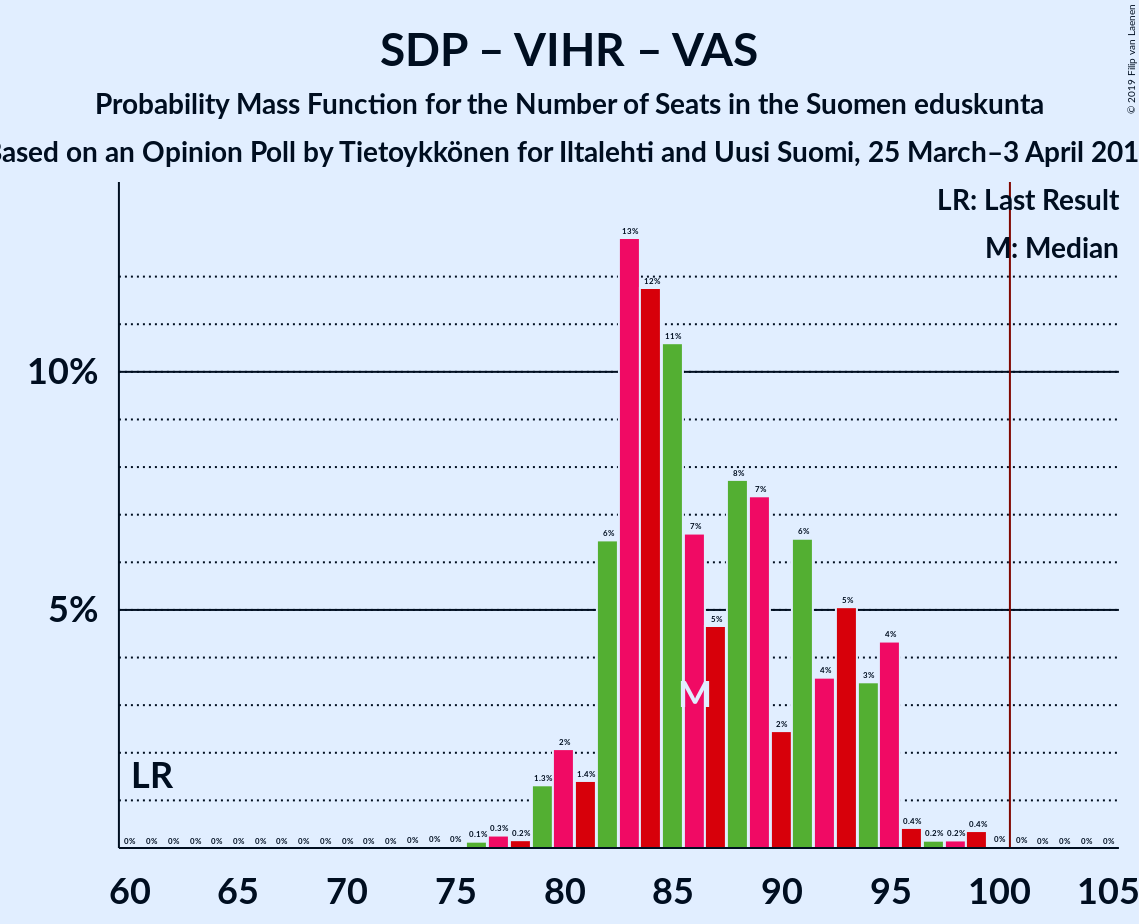 SDP – VIHR – VAS
Probability Mass Function for the Number of Seats in the Suomen eduskunta
Based on an Opinion Poll by Tietoykkönen for Iltalehti and Uusi Suomi, 25 March–3 April 201
© 2019 Filip van Laenen
LR: Last Result
M: Median
10%
5%
13%
12%
11%
6%
7%
5%
8%
7%
2%
6%
4%
5%
3%
4%
M
LR
0% 0% 0% 0% 0% 0% 0% 0% 0% 0% 0% 0% 0% 0% 0% 0% 0.1% 0.3% 0.2% 1.3% 2% 1.4% 0.4% 0.2% 0.2% 0.4% 0% 0% 0% 0% 0% 0%
60 65 70 75 80 85 90 95 100 105